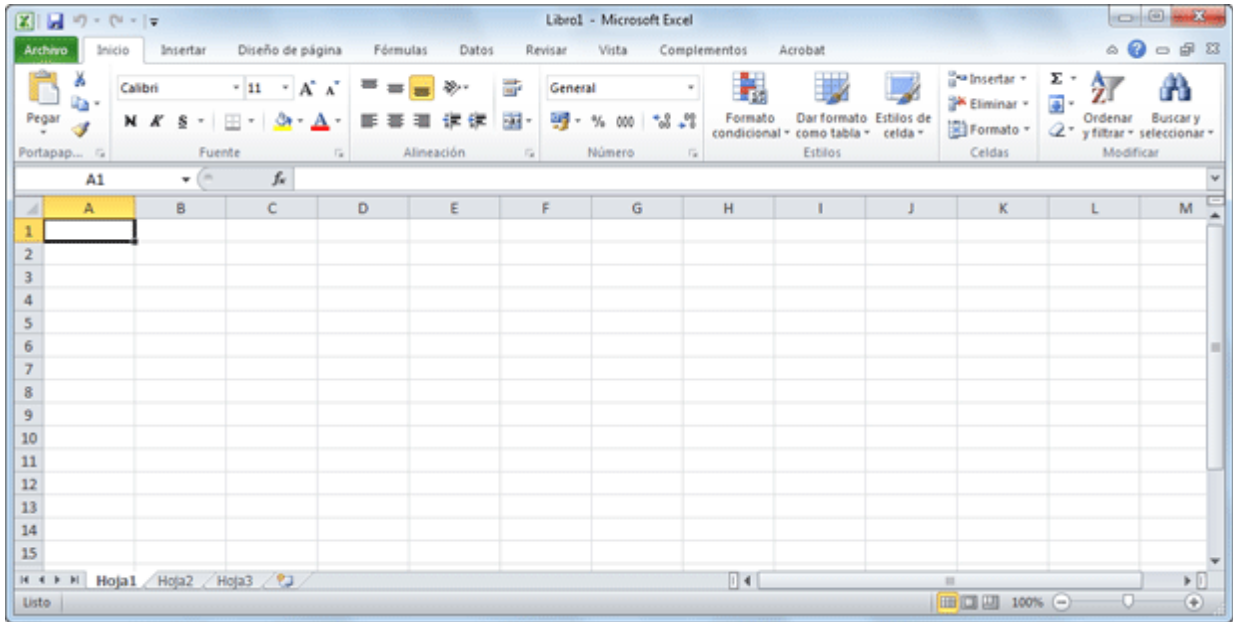 Libro1 - Microsoft Excel
Archivo Inicio Insertar Diseño de página Fórmulas Datos Revisar Vista Complementos Acrobat
Pegar
Calibri 11
N K S
General
% 000
Formato condicional
Dar formato como tabla
Estilos de celda
Insertar
Eliminar
Formato
Σ
Ordenar y filtrar
Buscar y seleccionar
Portapap... Fuente Alineación Número Estilos Celdas Modificar
A1 fx
A B C D E F G H I J K L M
1
2
3
4
5
6
7
8
9
10
11
12
13
14
15
Hoja1 Hoja2 Hoja3
Listo 100%